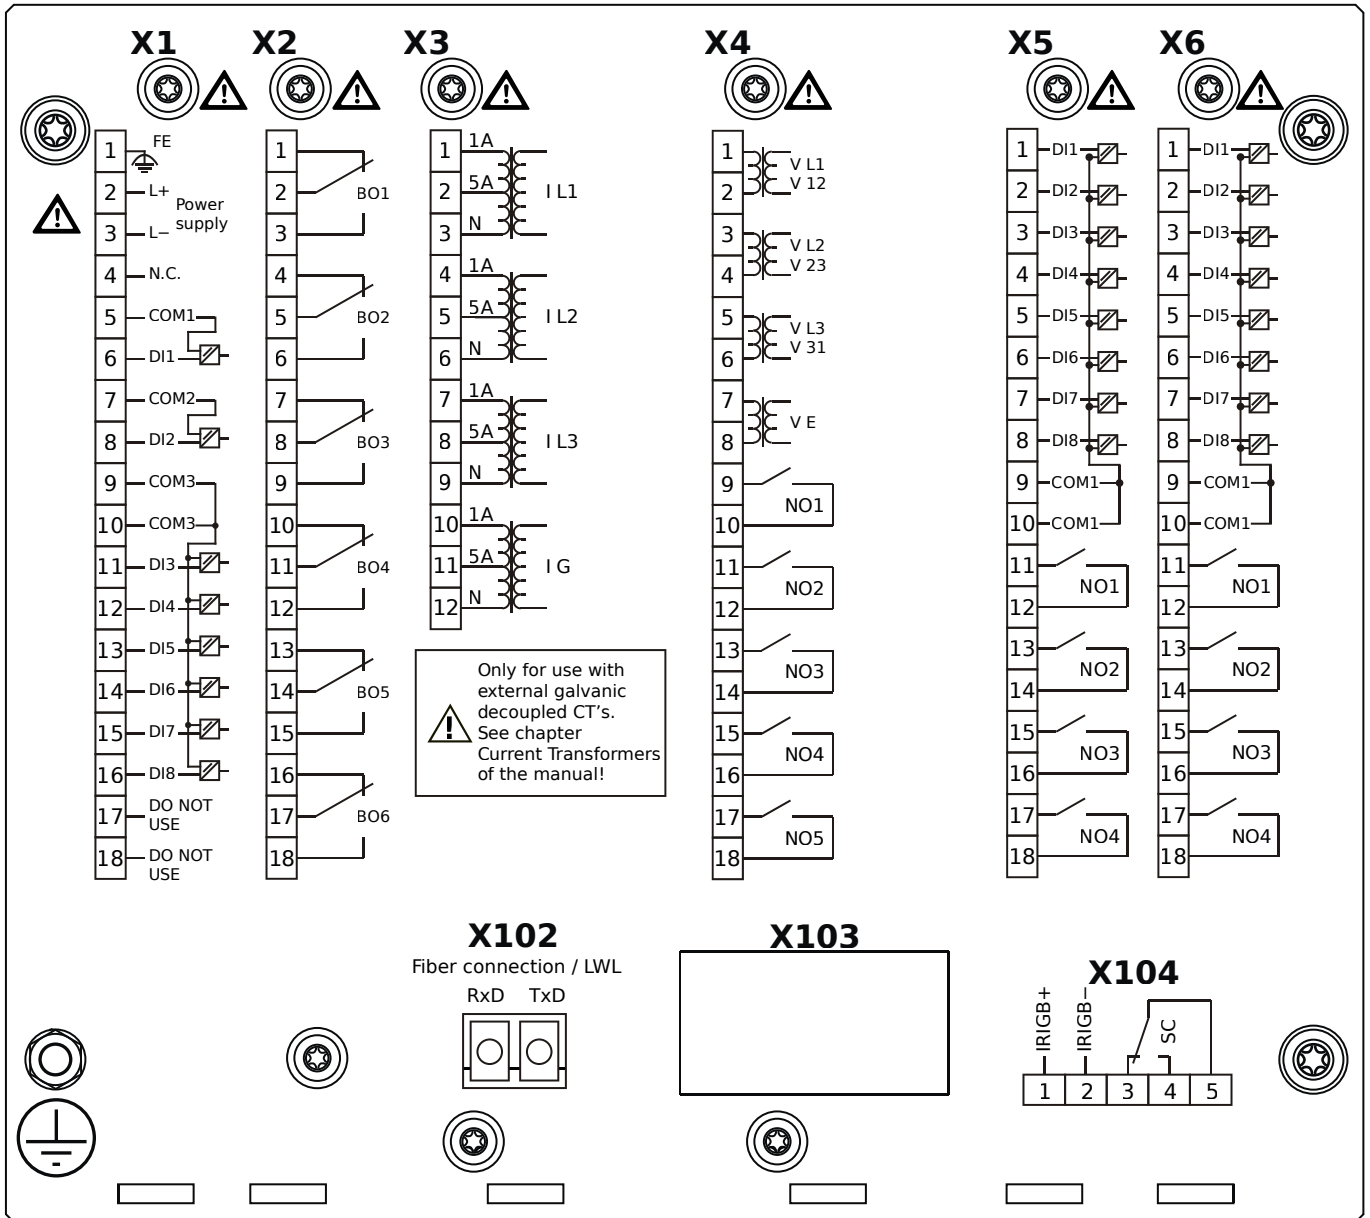 X1 X2 X3 X4 X5 X6
1 FE
2 L+
Power
supply
3 L−
4 N.C.
5 COM1
6 DI1
7 COM2
8 DI2
9 COM3
10 COM3
11 DI3
12 DI4
13 DI5
14 DI6
15 DI7
16 DI8
17 DO NOT
USE
18 DO NOT
USE
1
2 BO1
3
4
5 BO2
6
7
8 BO3
9
10
11 BO4
12
13
14 BO5
15
16
17 BO6
18
1 1A
2 5A I L1
3 N
4 1A
5 5A I L2
6 N
7 1A
8 5A I L3
9 N
10 1A
11 5A I G
12 N
Only for use with
external galvanic
decoupled CT's.
See chapter
Current Transformers
of the manual!
1 V L1
2 V 12
3 V L2
4 V 23
5 V L3
6 V 31
7
V E
8
9
NO1
10
11
NO2
12
13
NO3
14
15
NO4
16
17
NO5
18
1 DI1
2 DI2
3 DI3
4 DI4
5 DI5
6 DI6
7 DI7
8 DI8
9 COM1
10 COM1
11
NO1
12
13
NO2
14
15
NO3
16
17
NO4
18
1 DI1
2 DI2
3 DI3
4 DI4
5 DI5
6 DI6
7 DI7
8 DI8
9 COM1
10 COM1
11
NO1
12
13
NO2
14
15
NO3
16
17
NO4
18
X102
Fiber connection / LWL
RxD TxD
X103
X104
IRIGB+
IRIGB−
SC
1 2 3 4 5